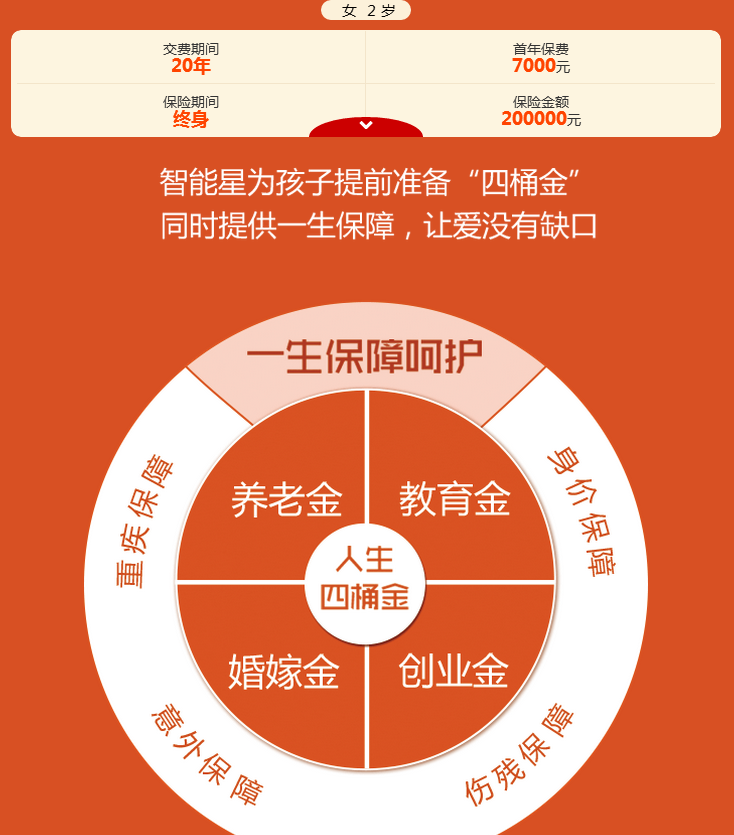 女 2岁
交费期间
20年
首年保费
7000元
保险期间
终身
保险金额
200000元
智能星为孩子提前准备“四桶金”
同时提供一生保障，让爱没有缺口
一生保障呵护
重疾保障
身价保障
养老金
教育金
人生
四桶金
婚嫁金
创业金
意外保障
伤残保障